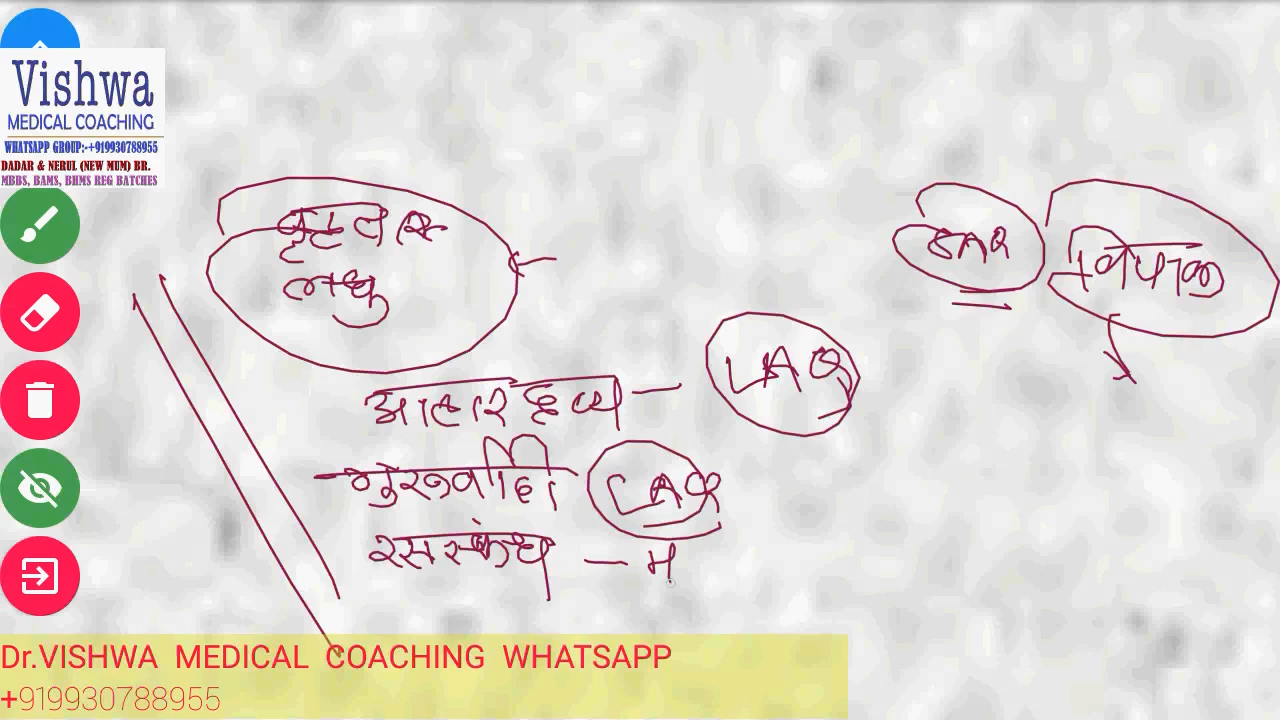 Vishwa
MEDICAL COACHING
WHATSAPP GROUP:-+919930788955
DADAR & NERUL (NEW MUM) BR.
MBBS, BAMS, BHMS REG BATCHES
लघु
SAQ
विपाक
आहार द्रव्य - LAQ
गुरुर्वादी LAQ
रसस्कंध - म
Dr.VISHWA MEDICAL COACHING WHATSAPP
+919930788955